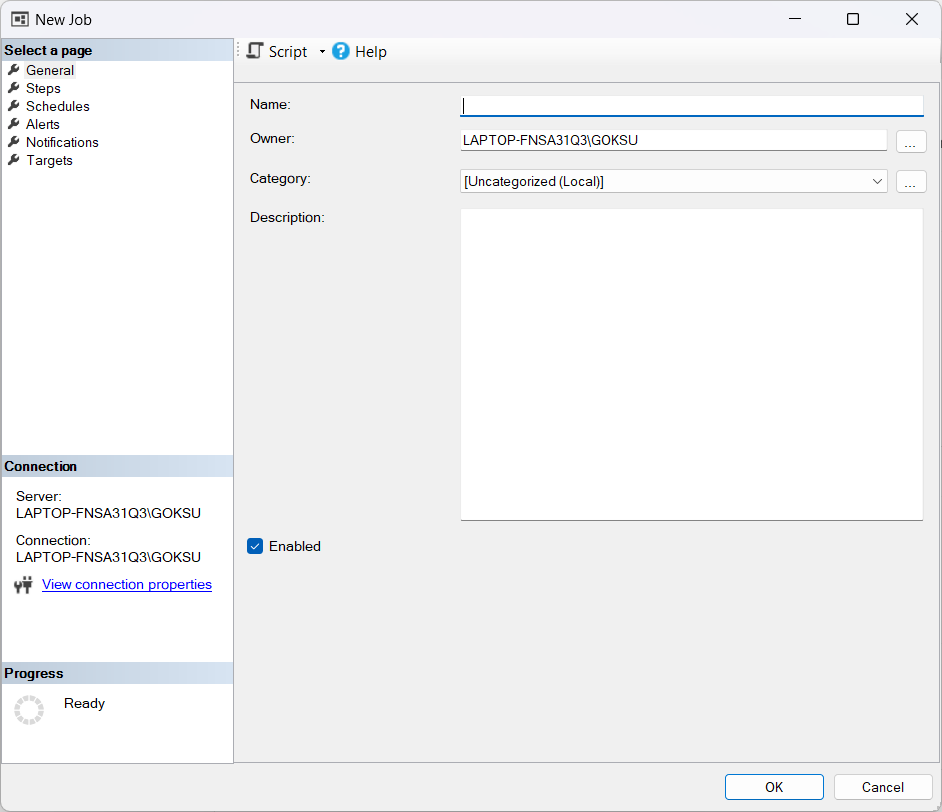 New Job
Select a page
General
Steps
Schedules
Alerts
Notifications
Targets
Script
Help
Name:
Owner:
LAPTOP-FNSA31Q3\GOKSU
...
Category:
[Uncategorized (Local)]
...
Description:
Enabled
Connection
Server:
LAPTOP-FNSA31Q3\GOKSU
Connection:
LAPTOP-FNSA31Q3\GOKSU
View connection properties
Progress
Ready
OK
Cancel